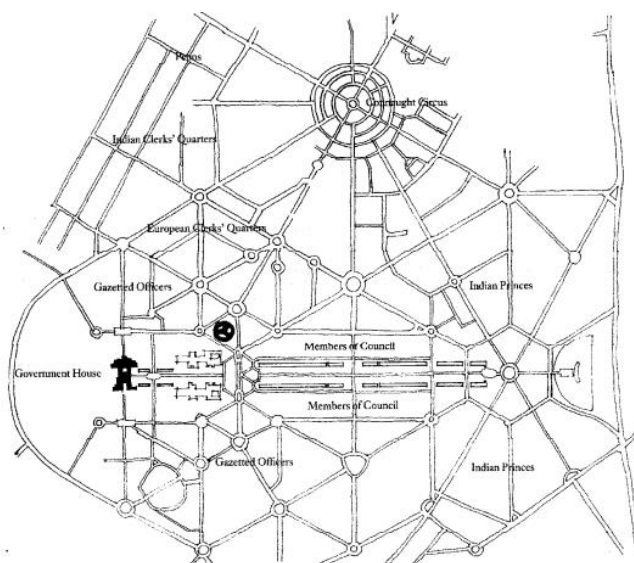 Peons
Connaught Circus
Indian Clerks' Quarters
European Clerks' Quarters
Gazetted Officers
Indian Princes
Members of Council
Government House
Members of Council
Gazetted Officers
Indian Princes